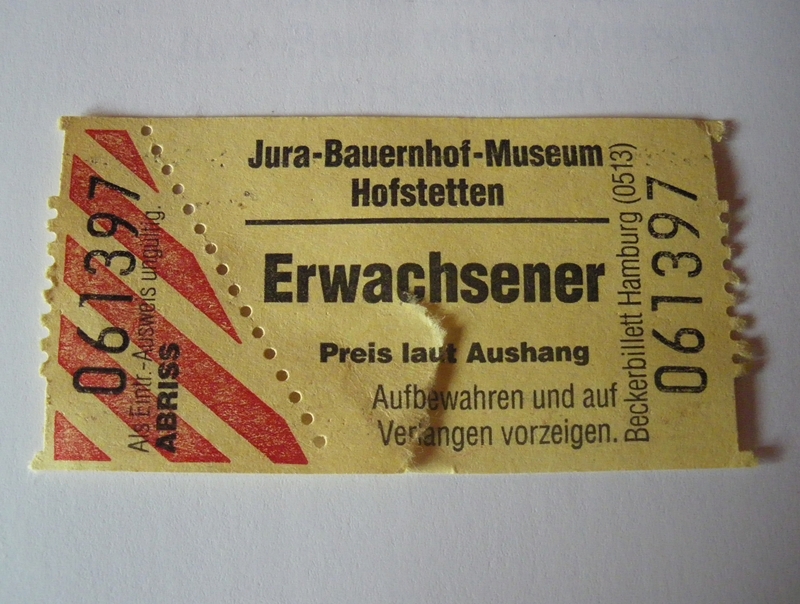 Jura-Bauernhof-Museum
Hofstetten
Erwachsener
Preis laut Aushang
Aufbewahren und auf
Verlangen vorzeigen.
Beckerbillett Hamburg (0513)
061397
061397
Als Eintr.-Ausweis ungültig.
ABRISS